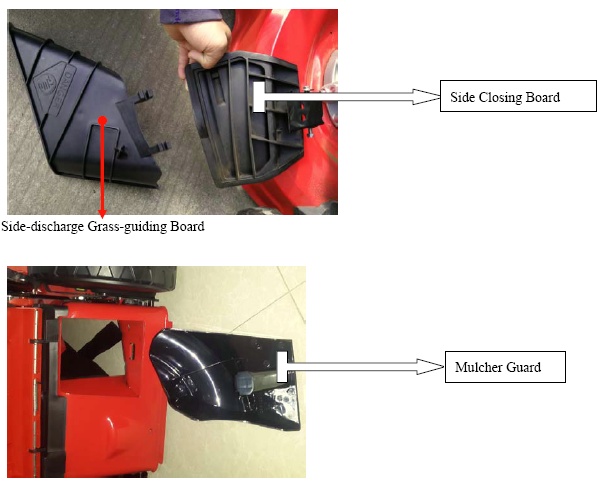 Side Closing Board
Side-discharge Grass-guiding Board
Mulcher Guard